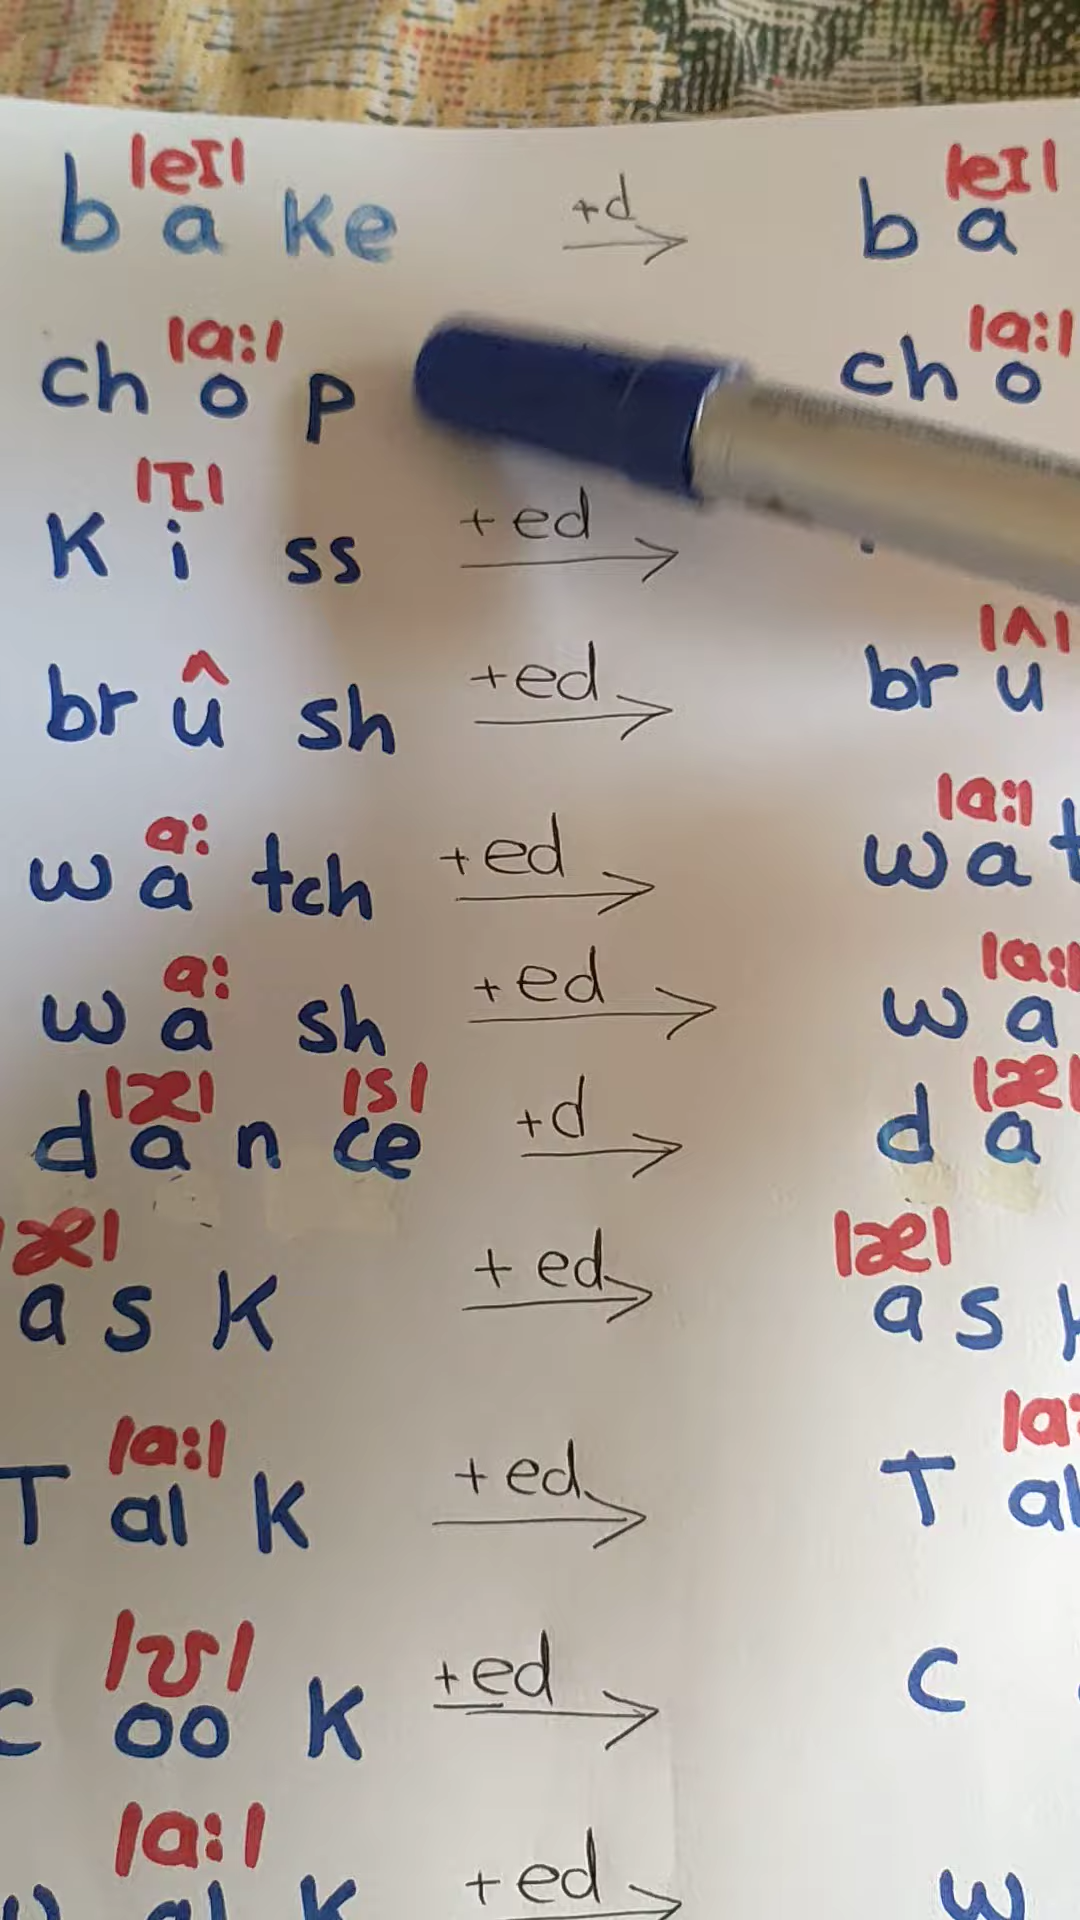 /eɪ/ /eɪ/
b a ke +d b a
/a:/ /a:/
ch o p ch o
/ɪ/
K i ss +ed
/ʌ/
br û sh +ed br u
a: /a:/
w a tch +ed w a t
a: /a:/
w a sh +ed w a
/æ/ /s/ /æ/
d a n ce +d d a
/æ/ /æ/
a s k +ed a s k
/a:/ /a:
T al k +ed T al
/ʊ/
c oo k +ed c
/a:/
w al k +ed w